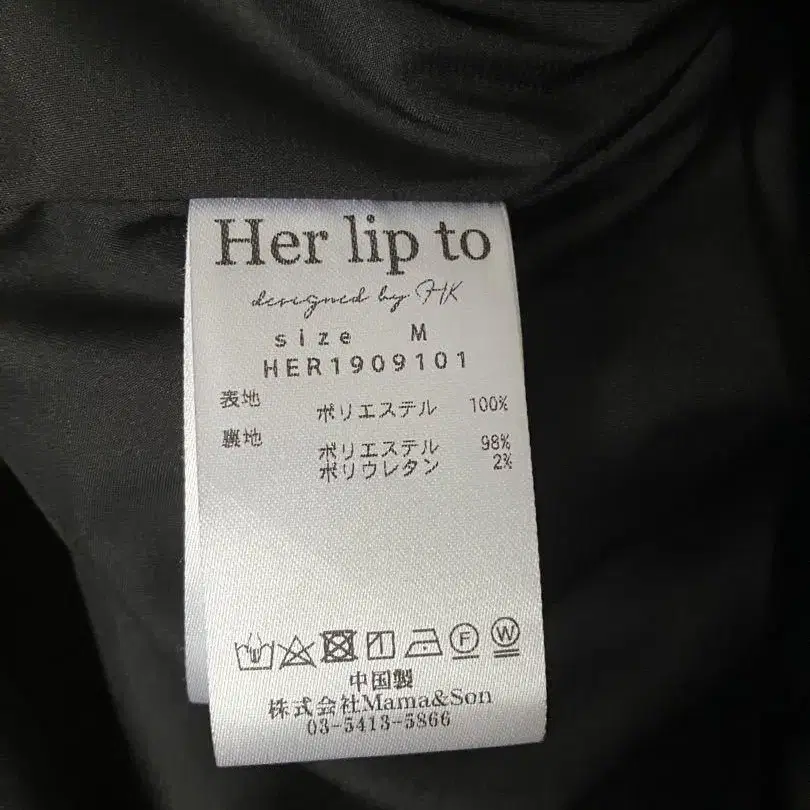 Her lip to
designed by HK
size M
HER1909101
表地 ポリエステル 100%
裏地 ポリエステル 98%
ポリウレタン 2%
F W
中国製
株式会社Mama&Son
03-5413-5866